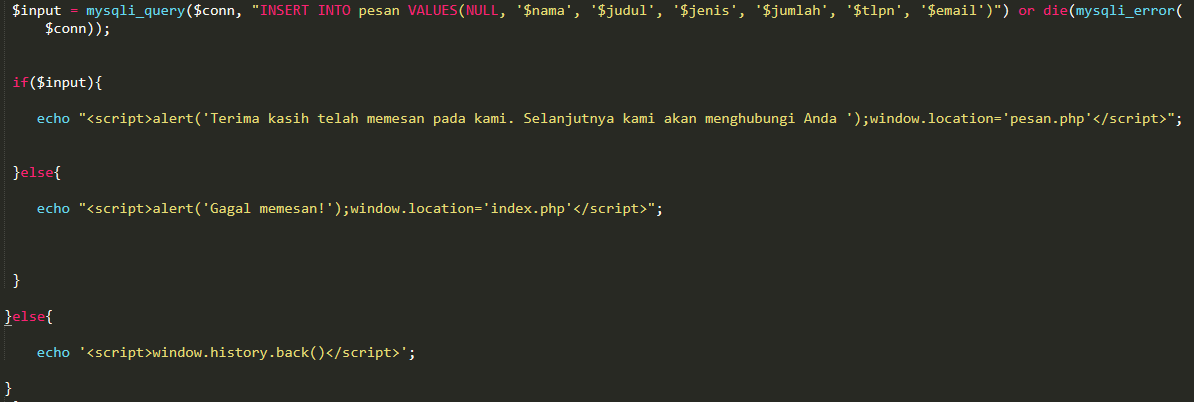 $input = mysqli_query($conn, "INSERT INTO pesan VALUES(NULL, '$nama', '$judul', '$jenis', '$jumlah', '$tlpn', '$email')") or die(mysqli_error(
$conn));
if($input){
echo "<script>alert('Terima kasih telah memesan pada kami. Selanjutnya kami akan menghubungi Anda ');window.location='pesan.php'</script>";
}else{
echo "<script>alert('Gagal memesan!');window.location='index.php'</script>";
}
}else{
echo '<script>window.history.back()</script>';
}